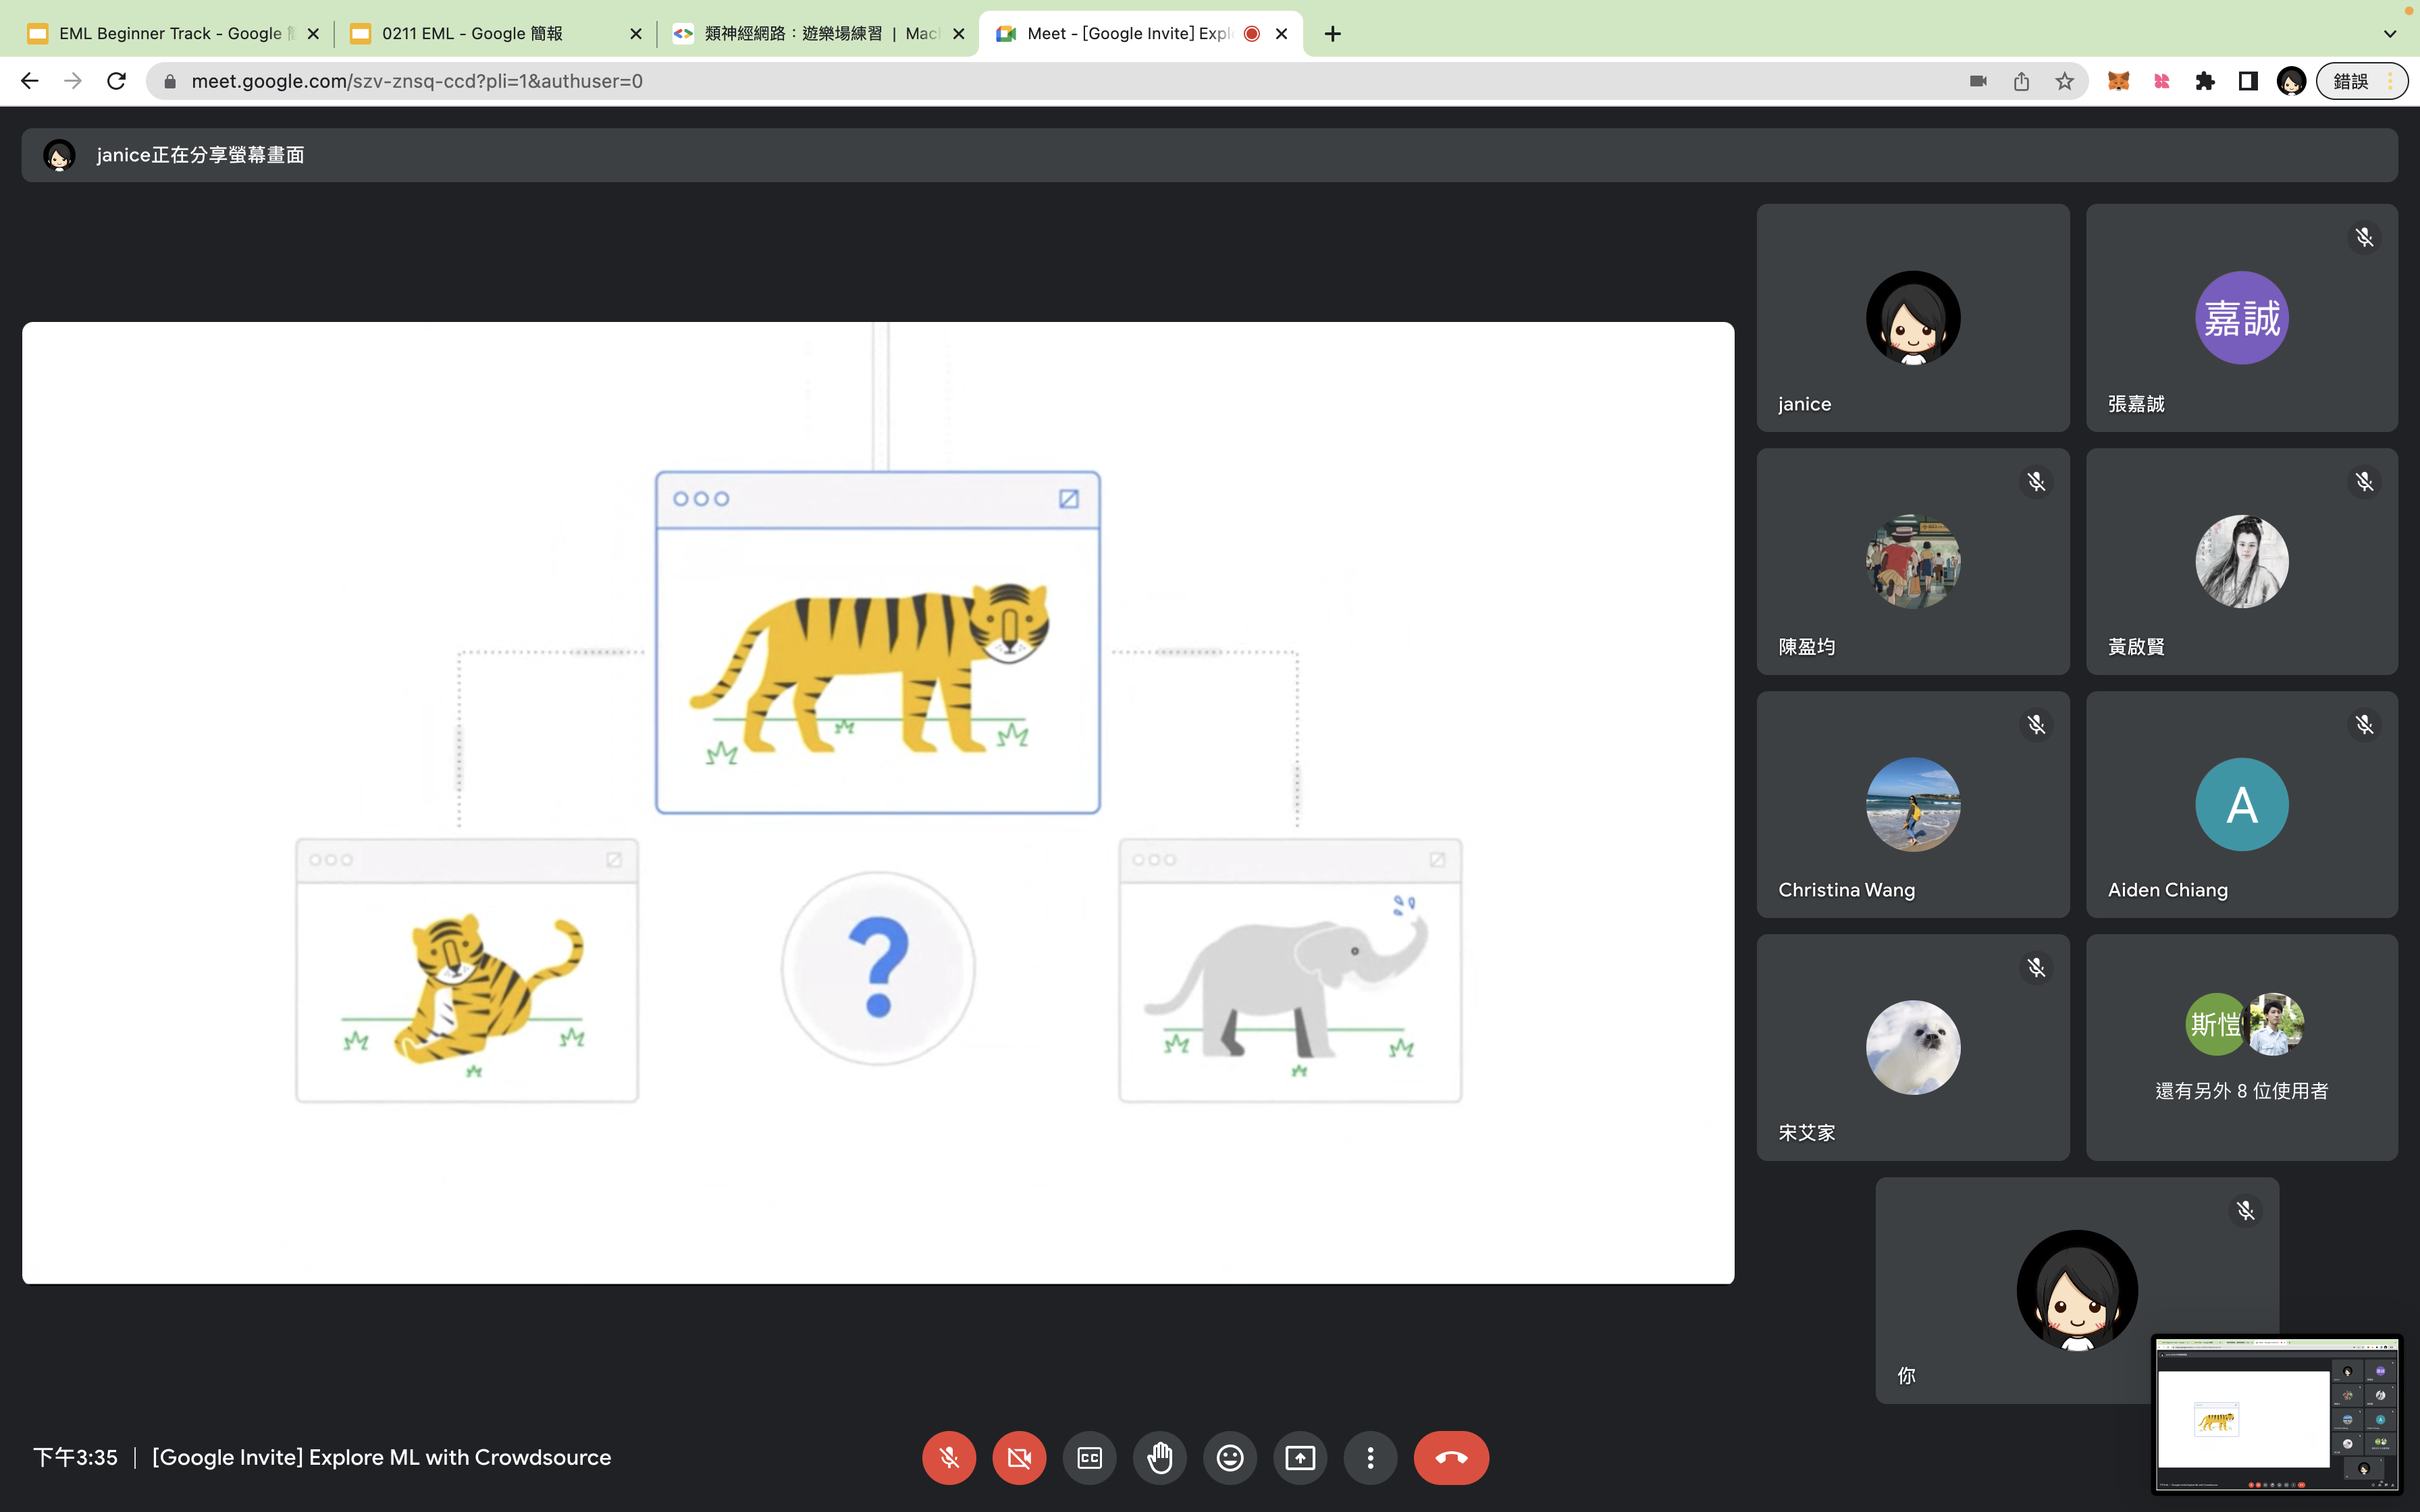 EML Beginner Track - Google 簡
0211 EML - Google 簡報
類神經網路：遊樂場練習 | Mac
Meet - [Google Invite] Expl
meet.google.com/szv-znsq-ccd?pli=1&authuser=0
錯誤
janice正在分享螢幕畫面
嘉誠
janice
張嘉誠
陳盈均
黃啟賢
A
Christina Wang
Aiden Chiang
?
斯愷
還有另外 8 位使用者
宋艾家
你
下午3:35 | [Google Invite] Explore ML with Crowdsource
CC